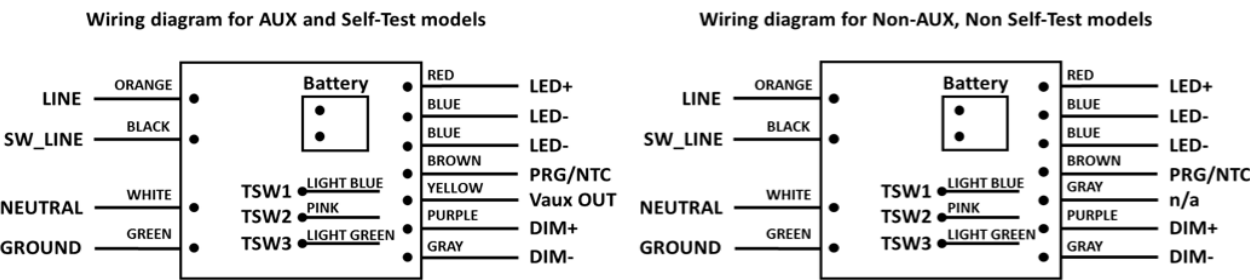 Wiring diagram for AUX and Self-Test models
LINE
ORANGE
SW_LINE
BLACK
NEUTRAL
WHITE
GROUND
GREEN
Battery
TSW1
LIGHT BLUE
TSW2
PINK
TSW3
LIGHT GREEN
RED
LED+
BLUE
LED-
BLUE
LED-
BROWN
PRG/NTC
YELLOW
Vaux OUT
PURPLE
DIM+
GRAY
DIM-
Wiring diagram for Non-AUX, Non Self-Test models
LINE
ORANGE
SW_LINE
BLACK
NEUTRAL
WHITE
GROUND
GREEN
Battery
TSW1
LIGHT BLUE
TSW2
PINK
TSW3
LIGHT GREEN
RED
LED+
BLUE
LED-
BLUE
LED-
BROWN
PRG/NTC
GRAY
n/a
PURPLE
DIM+
GRAY
DIM-